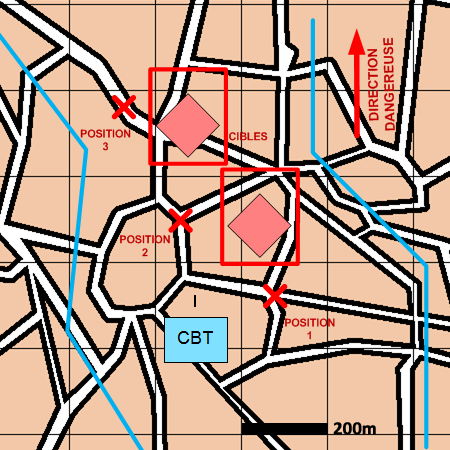 DIRECTION
DANGEREUSE
POSITION
3
CIBLES
POSITION
2
I
CBT
POSITION
1
200m